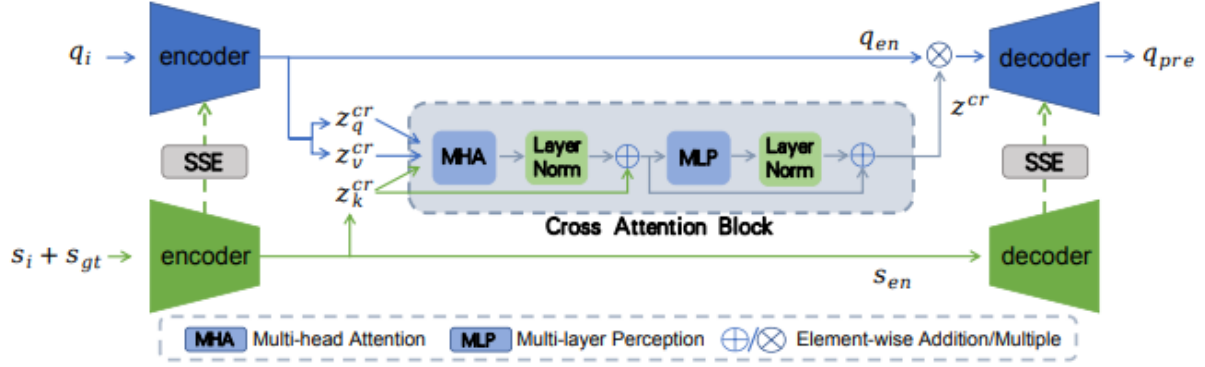 q_i
encoder
q_en
decoder
q_pre
z_q^cr
z_v^cr
z_k^cr
MHA
Layer
Norm
MLP
Layer
Norm
z^cr
SSE
SSE
Cross Attention Block
s_i + s_gt
encoder
s_en
decoder
MHA Multi-head Attention MLP Multi-layer Perception ⊕/⊗ Element-wise Addition/Multiple